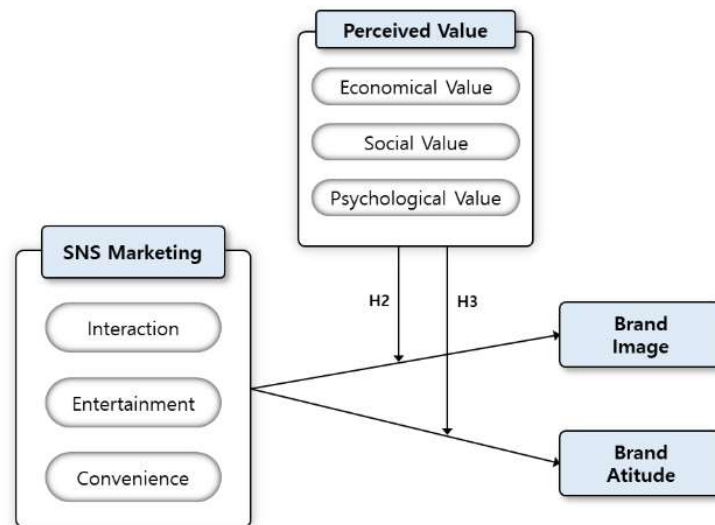 Perceived Value
Economical Value
Social Value
Psychological Value
SNS Marketing
Interaction
Entertainment
Convenience
H2
H3
Brand
Image
Brand
Atitude